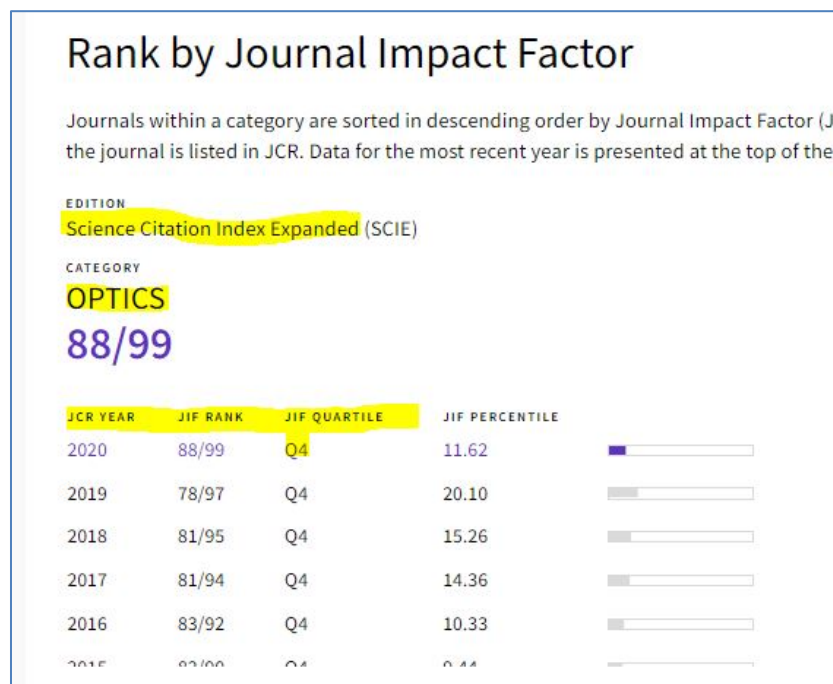 Rank by Journal Impact Factor
Journals within a category are sorted in descending order by Journal Impact Factor (J
the journal is listed in JCR. Data for the most recent year is presented at the top of the
EDITION
Science Citation Index Expanded (SCIE)
CATEGORY
OPTICS
88/99
JCR YEAR JIF RANK JIF QUARTILE JIF PERCENTILE
2020 88/99 Q4 11.62
2019 78/97 Q4 20.10
2018 81/95 Q4 15.26
2017 81/94 Q4 14.36
2016 83/92 Q4 10.33